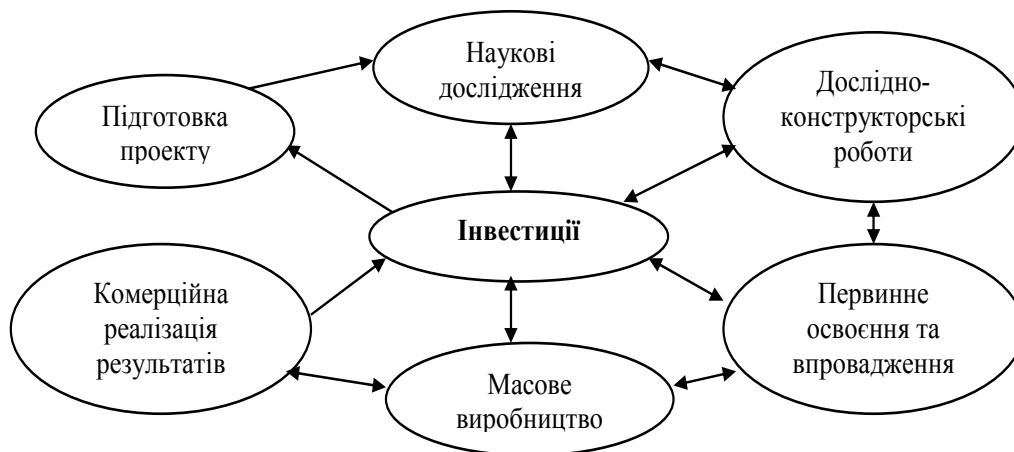 Наукові
дослідження
Дослідно-
конструкторські
роботи
Підготовка
проекту
Інвестиції
Комерційна
реалізація
результатів
Первинне
освоєння та
впровадження
Масове
виробництво